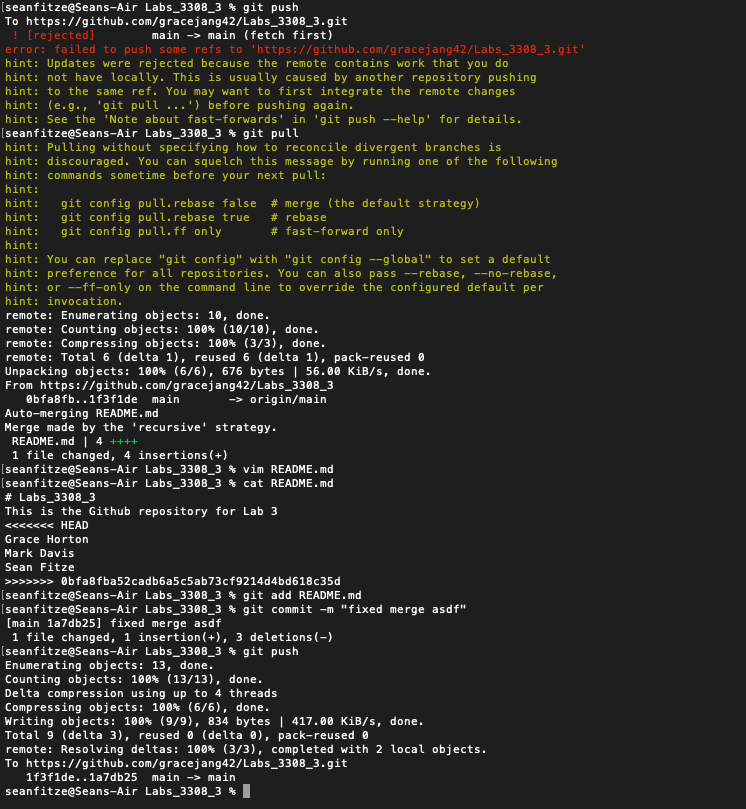 [seanfitze@Seans-Air Labs_3308_3 % git push
To https://github.com/gracejang42/Labs_3308_3.git
 ! [rejected]        main -> main (fetch first)
error: failed to push some refs to 'https://github.com/gracejang42/Labs_3308_3.git'
hint: Updates were rejected because the remote contains work that you do
hint: not have locally. This is usually caused by another repository pushing
hint: to the same ref. You may want to first integrate the remote changes
hint: (e.g., 'git pull ...') before pushing again.
hint: See the 'Note about fast-forwards' in 'git push --help' for details.
[seanfitze@Seans-Air Labs_3308_3 % git pull
hint: Pulling without specifying how to reconcile divergent branches is
hint: discouraged. You can squelch this message by running one of the following
hint: commands sometime before your next pull:
hint:
hint:   git config pull.rebase false  # merge (the default strategy)
hint:   git config pull.rebase true   # rebase
hint:   git config pull.ff only       # fast-forward only
hint:
hint: You can replace "git config" with "git config --global" to set a default
hint: preference for all repositories. You can also pass --rebase, --no-rebase,
hint: or --ff-only on the command line to override the configured default per
hint: invocation.
remote: Enumerating objects: 10, done.
remote: Counting objects: 100% (10/10), done.
remote: Compressing objects: 100% (3/3), done.
remote: Total 6 (delta 1), reused 6 (delta 1), pack-reused 0
Unpacking objects: 100% (6/6), 676 bytes | 56.00 KiB/s, done.
From https://github.com/gracejang42/Labs_3308_3
   0bfa8fb..1f3f1de  main       -> origin/main
Auto-merging README.md
Merge made by the 'recursive' strategy.
 README.md | 4 ++++
 1 file changed, 4 insertions(+)
[seanfitze@Seans-Air Labs_3308_3 % vim README.md
[seanfitze@Seans-Air Labs_3308_3 % cat README.md
# Labs_3308_3
This is the Github repository for Lab 3
<<<<<<< HEAD
Grace Horton
Mark Davis
Sean Fitze
>>>>>>> 0bfa8fba52cadb6a5c5ab73cf9214d4bd618c35d
[seanfitze@Seans-Air Labs_3308_3 % git add README.md
[seanfitze@Seans-Air Labs_3308_3 % git commit -m "fixed merge asdf"
[main 1a7db25] fixed merge asdf
 1 file changed, 1 insertion(+), 3 deletions(-)
[seanfitze@Seans-Air Labs_3308_3 % git push
Enumerating objects: 13, done.
Counting objects: 100% (13/13), done.
Delta compression using up to 4 threads
Compressing objects: 100% (6/6), done.
Writing objects: 100% (9/9), 834 bytes | 417.00 KiB/s, done.
Total 9 (delta 3), reused 0 (delta 0), pack-reused 0
remote: Resolving deltas: 100% (3/3), completed with 2 local objects.
To https://github.com/gracejang42/Labs_3308_3.git
   1f3f1de..1a7db25  main -> main
seanfitze@Seans-Air Labs_3308_3 %